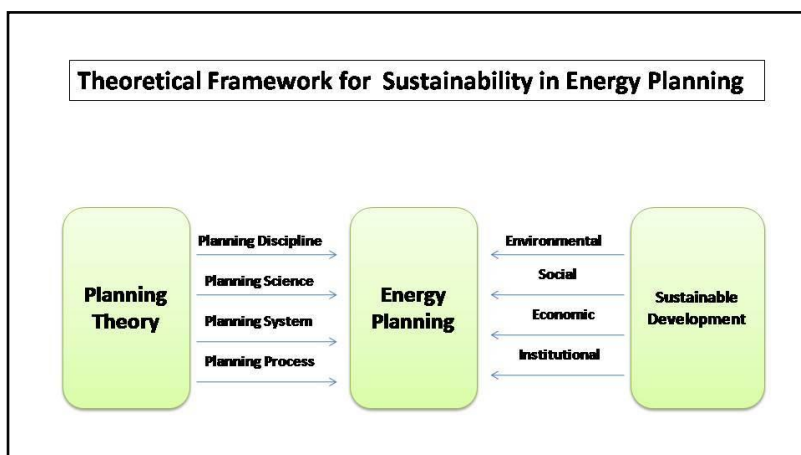 Theoretical Framework for Sustainability in Energy Planning
Planning
Theory
Planning Discipline
Planning Science
Planning System
Planning Process
Energy
Planning
Environmental
Social
Economic
Institutional
Sustainable
Development